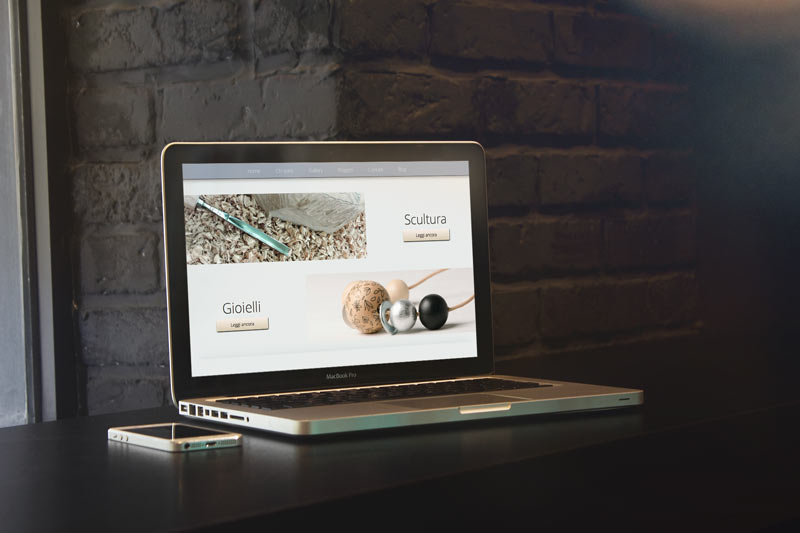 Home Chi sono Gallery Progetti Contatti Blog
Scultura
Leggi ancora
Gioielli
Leggi ancora
MacBook Pro